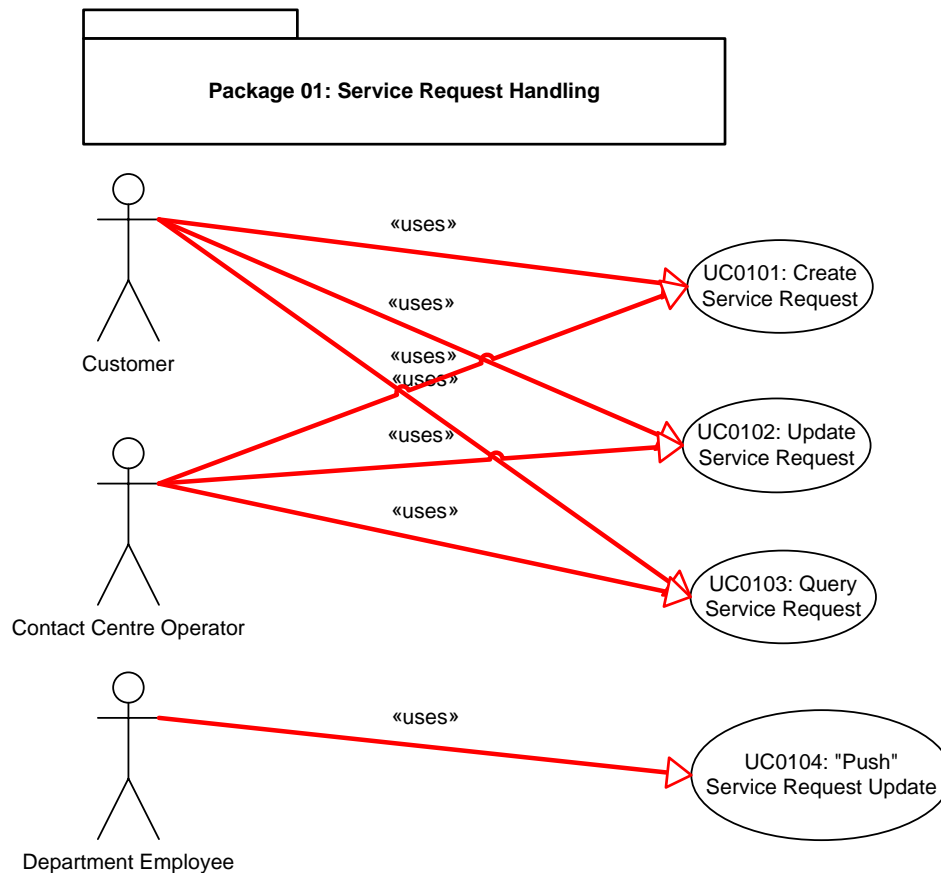 Package 01: Service Request Handling
«uses»
UC0101: Create
Service Request
«uses»
«uses»
«uses»
Customer
«uses»
UC0102: Update
Service Request
«uses»
UC0103: Query
Service Request
Contact Centre Operator
«uses»
UC0104: "Push"
Service Request Update
Department Employee